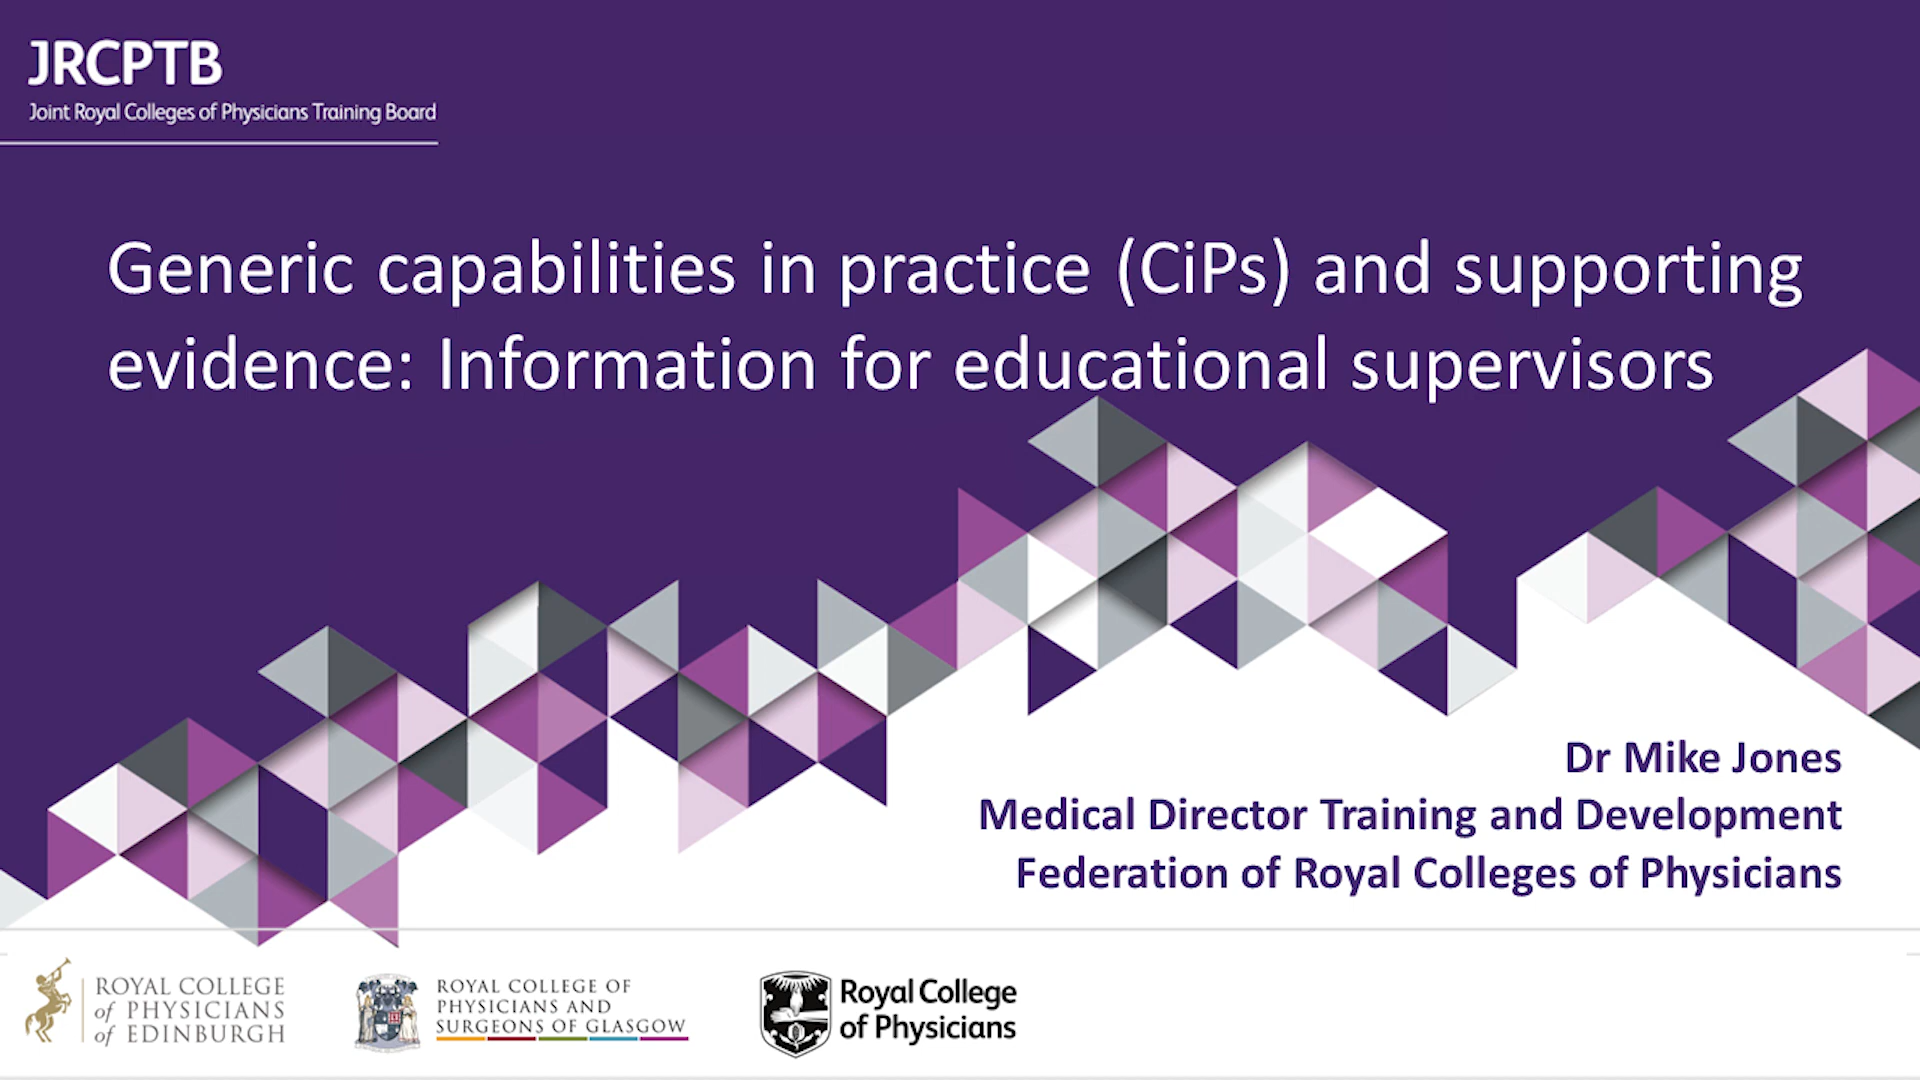 JRCPTB
Joint Royal Colleges of Physicians Training Board
Generic capabilities in practice (CiPs) and supporting
evidence: Information for educational supervisors
Dr Mike Jones
Medical Director Training and Development
Federation of Royal Colleges of Physicians
ROYAL COLLEGE
of PHYSICIANS
of EDINBURGH
ROYAL COLLEGE OF
PHYSICIANS AND
SURGEONS OF GLASGOW
Royal College
of Physicians